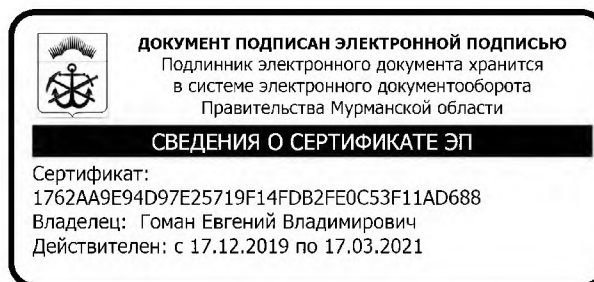 ДОКУМЕНТ ПОДПИСАН ЭЛЕКТРОННОЙ ПОДПИСЬЮ
Подлинник электронного документа хранится
в системе электронного документооборота
Правительства Мурманской области
СВЕДЕНИЯ О СЕРТИФИКАТЕ ЭП
Сертификат:
1762AA9E94D97E25719F14FDB2FE0C53F11AD688
Владелец: Гоман Евгений Владимирович
Действителен: с 17.12.2019 по 17.03.2021